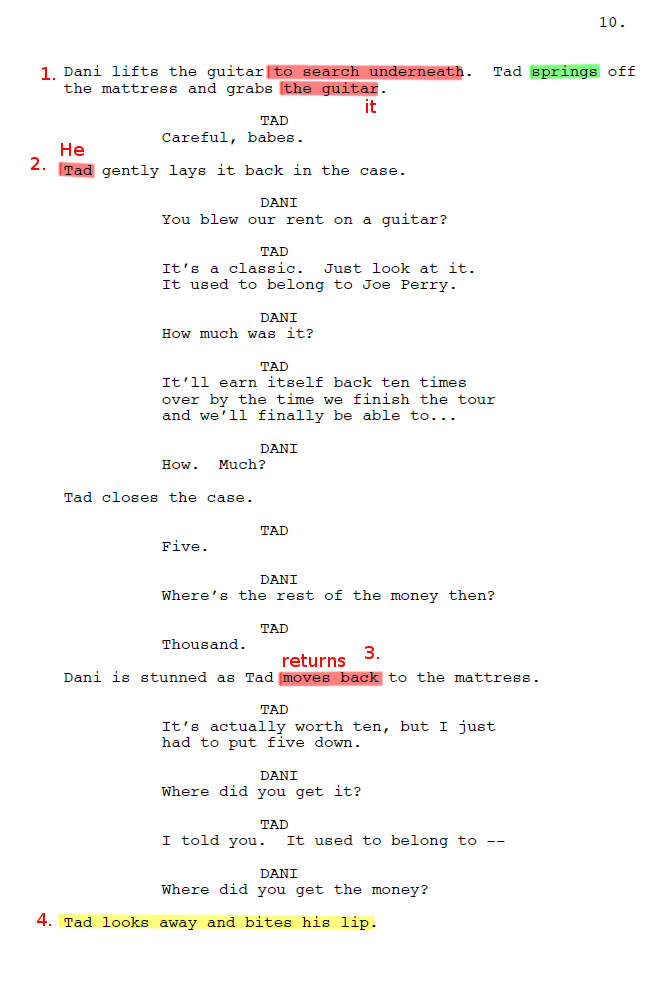 10.
1. Dani lifts the guitar to search underneath. Tad springs off
the mattress and grabs the guitar.
it
TAD
Careful, babes.
He
2. Tad gently lays it back in the case.
DANI
You blew our rent on a guitar?
TAD
It's a classic. Just look at it.
It used to belong to Joe Perry.
DANI
How much was it?
TAD
It'll earn itself back ten times
over by the time we finish the tour
and we'll finally be able to...
DANI
How. Much?
Tad closes the case.
TAD
Five.
DANI
Where's the rest of the money then?
TAD
Thousand.
returns 3.
Dani is stunned as Tad moves back to the mattress.
TAD
It's actually worth ten, but I just
had to put five down.
DANI
Where did you get it?
TAD
I told you. It used to belong to --
DANI
Where did you get the money?
4. Tad looks away and bites his lip.